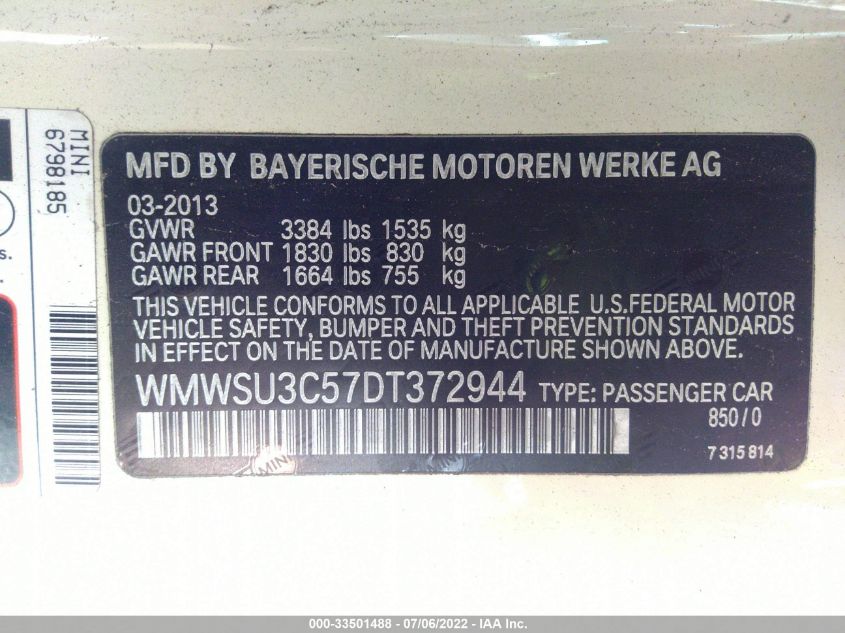 MINI
6798185
s.
MFD BY BAYERISCHE MOTOREN WERKE AG
03-2013
GVWR 3384 lbs 1535 kg
GAWR FRONT 1830 lbs 830 kg
GAWR REAR 1664 lbs 755 kg
THIS VEHICLE CONFORMS TO ALL APPLICABLE U.S.FEDERAL MOTOR
VEHICLE SAFETY, BUMPER AND THEFT PREVENTION STANDARDS
IN EFFECT ON THE DATE OF MANUFACTURE SHOWN ABOVE.
WMWSU3C57DT372944 TYPE: PASSENGER CAR
850/0
7 315 814
MINI
MINI
000-33501488 - 07/06/2022 - IAA Inc.